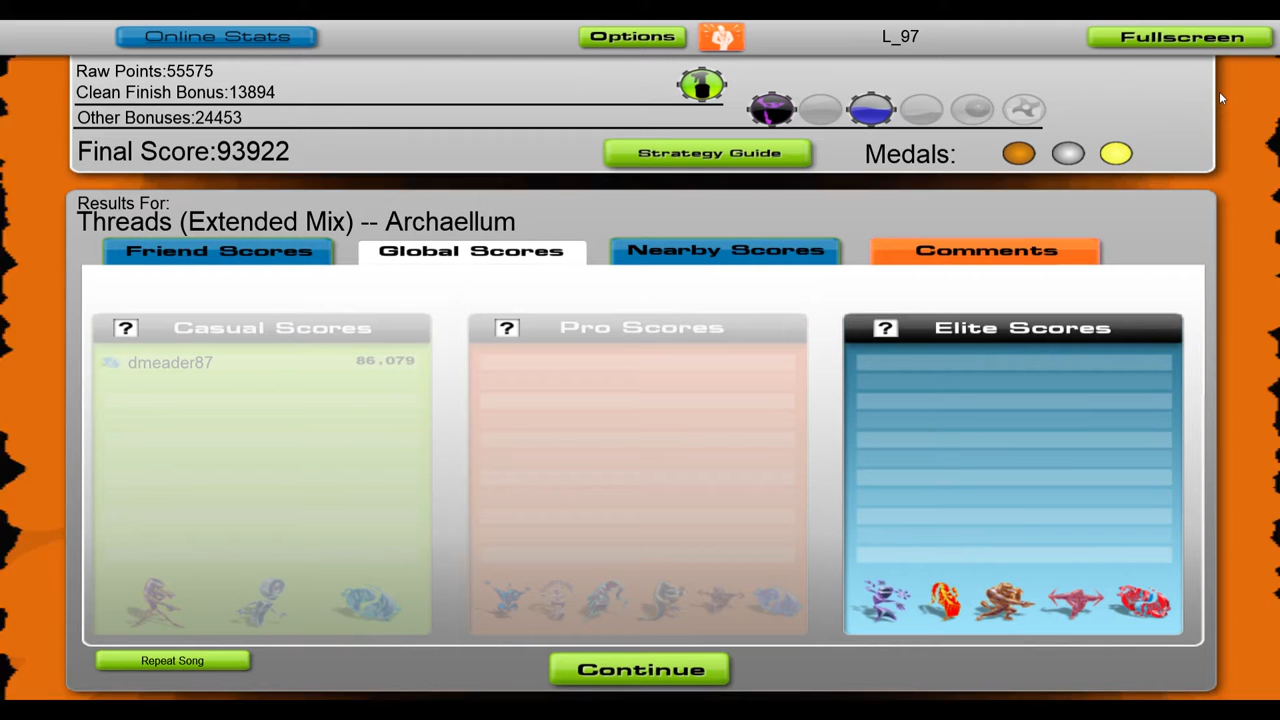 Online Stats
Options
L_97
Fullscreen
Raw Points:55575
Clean Finish Bonus:13894
Other Bonuses:24453
Final Score:93922
Strategy Guide
Medals:
Results For:
Threads (Extended Mix) -- Archaellum
Friend Scores
Global Scores
Nearby Scores
Comments
? Casual Scores
? Pro Scores
? Elite Scores
dmeader87 86,079
Repeat Song
Continue